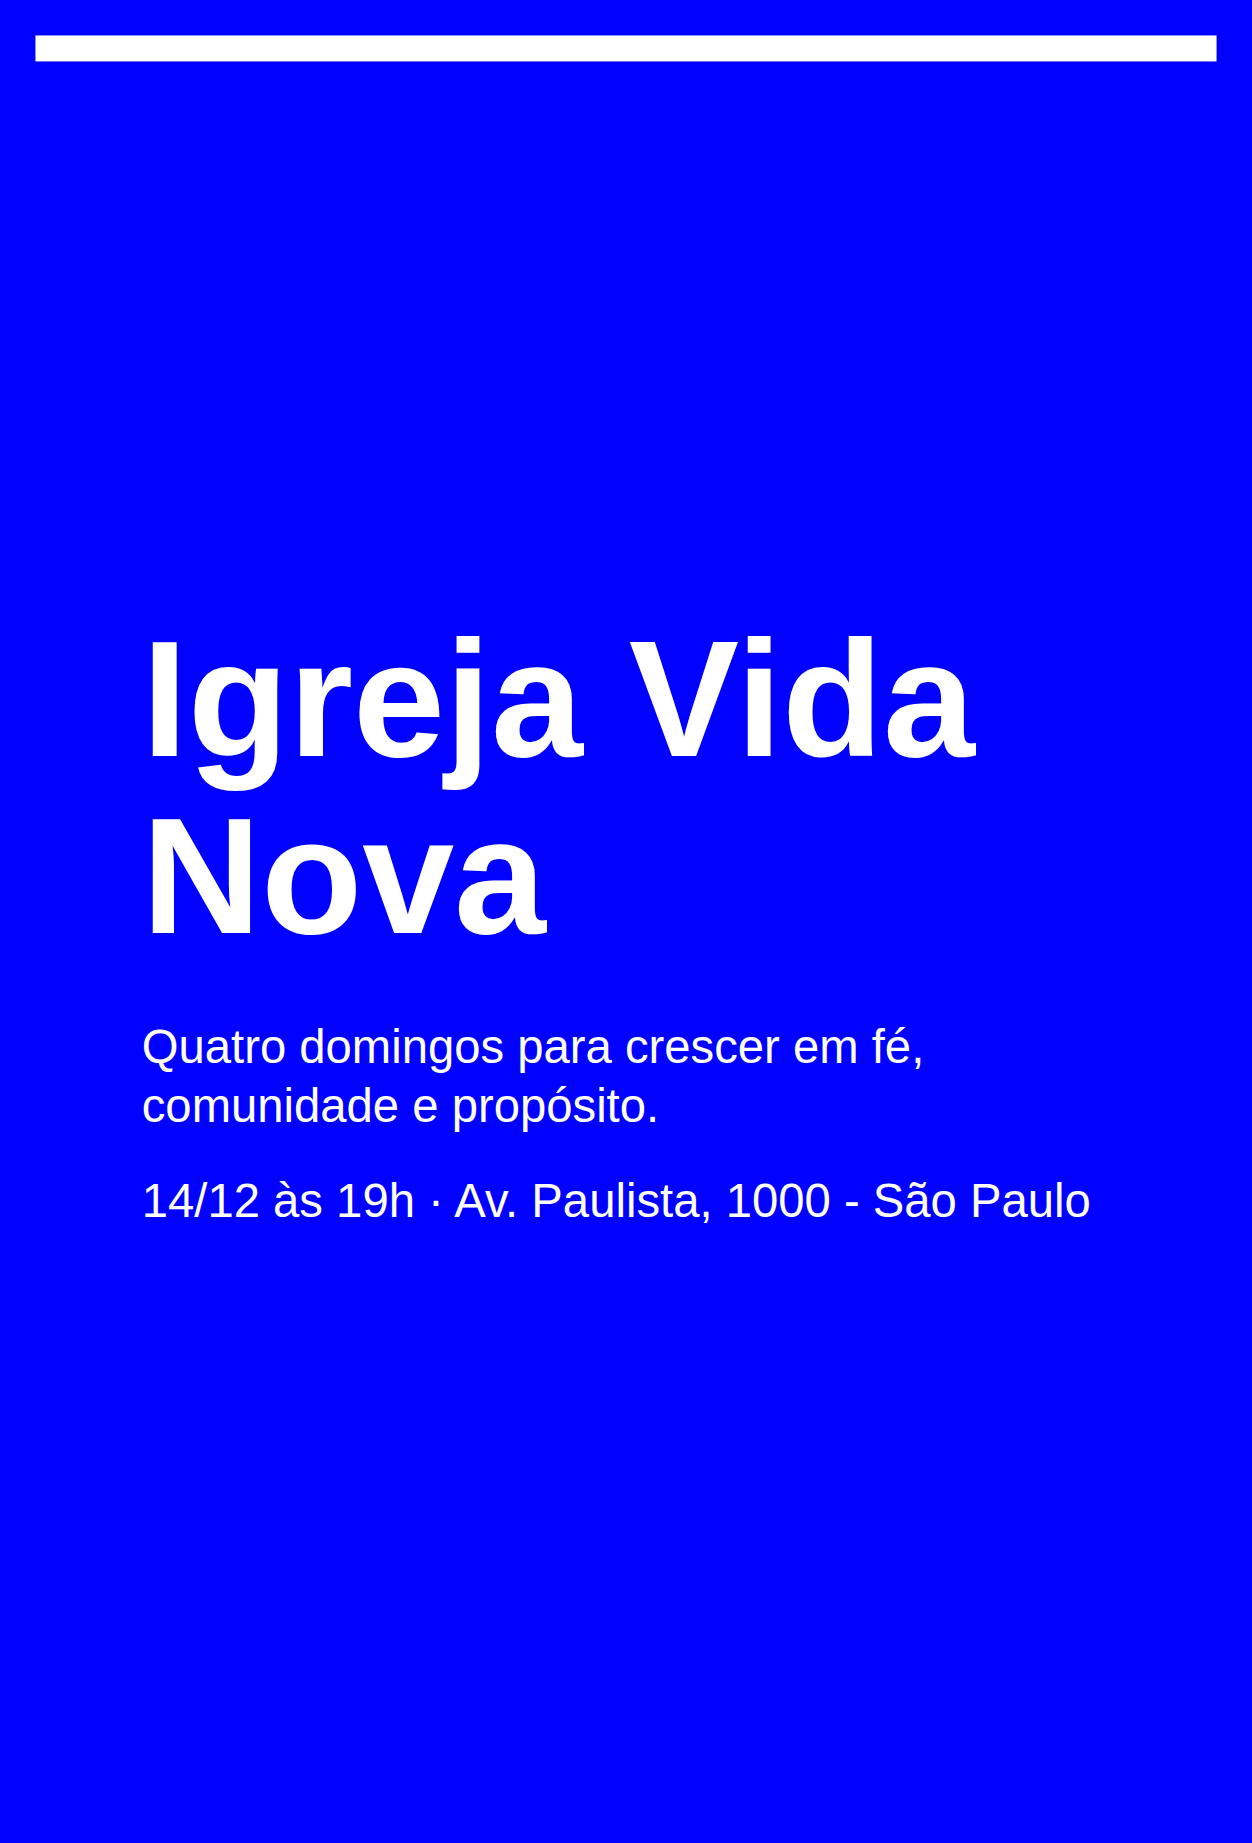 Igreja Vida
Nova
Quatro domingos para crescer em fé,
comunidade e propósito.
14/12 às 19h · Av. Paulista, 1000 - São Paulo